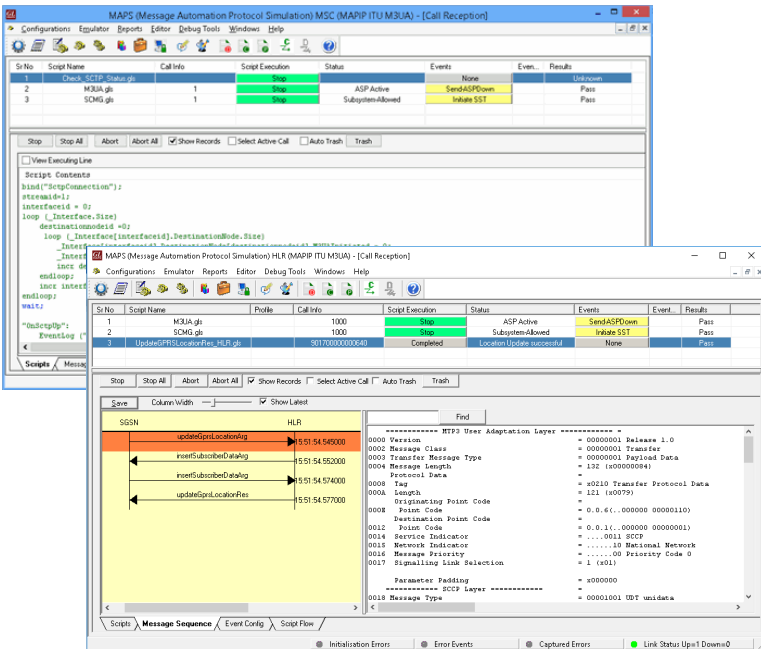 MAPS (Message Automation Protocol Simulation) MSC (MAPIP ITU M3UA) - [Call Reception]
Configurations Emulator Reports Editor Debug Tools Windows Help
Sr No Script Name Call Info Script Execution Status Events Even... Results
1 Check_SCTP_Status.gls Stop None Unknown
2 M3UA.gls 1 Stop ASP Active Send-ASPDown Pass
3 SCMG.gls 1 Stop Subsystem-Allowed Initiate SST Pass
Stop Stop All Abort Abort All Show Records Select Active Call Auto Trash Trash
View Executing Line
Script Contents
bind("SctpConnection");
streamid=1;
interfaceid = 0;
loop (_Interface.Size)
destinationnodeid =0;
loop (_Interface[interfaceid].DestinationNode.Size)
_Interf
incr de
endloop;
incr interf
endloop;
wait;
"OnSctpUp":
EventLog ("
Scripts Messag
MAPS (Message Automation Protocol Simulation) HLR (MAPIP ITU M3UA) - [Call Reception]
Configurations Emulator Reports Editor Debug Tools Windows Help
Sr No Script Name Profile Call Info Script Execution Status Events Event... Results
1 M3UA.gls 1000 Stop ASP Active Send-ASPDown Pass
2 SCMG.gls 1000 Stop Subsystem-Allowed Initiate SST Pass
3 UpdateGPRSLocationRes_HLR.gls 901700000000640 Completed Location Update successful None Pass
Stop Stop All Abort Abort All Show Records Select Active Call Auto Trash Trash
Save Column Width Show Latest
SGSN HLR
updateGprsLocationArg
15:51:54.545000
insertSubscriberDataArg
15:51:54.552000
insertSubscriberDataArg
15:51:54.574000
updateGprsLocationRes
15:51:54.577000
Find
============ MTP3 User Adaptation Layer ============ =
0000 Version = 00000001 Release 1.0
0002 Message Class = 00000001 Transfer
0003 Transfer Message Type = 00000001 Payload Data
0004 Message Length = 132 (x00000084)
Protocol Data =
0008 Tag = x0210 Transfer Protocol Data
000A Length = 121 (x0079)
Originating Point Code =
000E Point Code = 0.0.6(..000000 00000110)
Destination Point Code =
0012 Point Code = 0.0.1(..000000 00000001)
0014 Service Indicator = ....0011 SCCP
0015 Network Indicator = ......10 National Network
0016 Message Priority = ......00 Priority Code 0
0017 Signalling Link Selection = 1 (x01)
Parameter Padding = x000000
============ SCCP Layer ============ =
0018 Message Type = 00001001 UDT unidata
Scripts Message Sequence Event Config Script Flow
Initialisation Errors Error Events Captured Errors Link Status Up=1 Down=0